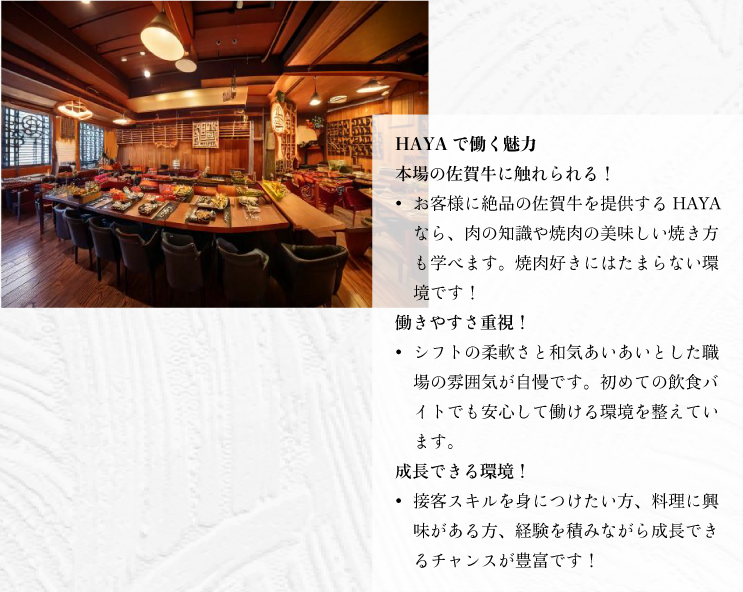 HAYA で働く魅力
本場の佐賀牛に触れられる！
• お客様に絶品の佐賀牛を提供する HAYA
なら、肉の知識や焼肉の美味しい焼き方
も学べます。焼肉好きにはたまらない環
境です！
働きやすさ重視！
• シフトの柔軟さと和気あいあいとした職
場の雰囲気が自慢です。初めての飲食バ
イトでも安心して働ける環境を整えてい
ます。
成長できる環境！
• 接客スキルを身につけたい方、料理に興
味がある方、経験を積みながら成長でき
るチャンスが豊富です！